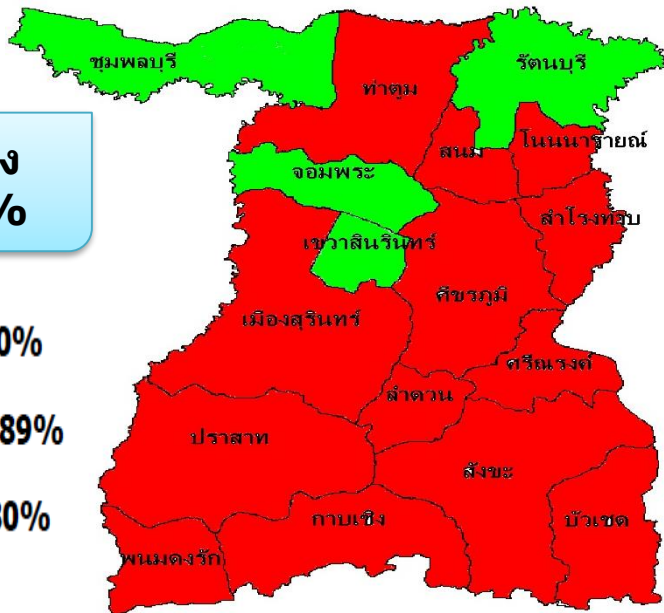 ชุมพลบุรี
รัตนบุรี
ท่าตูม
สนม
โนนนารายณ์
จอมพระ
สำโรงทาบ
เขวาสินรินทร์
ศีขรภูมิ
เมืองสุรินทร์
ศรีณรงค์
ลำดวน
ปราสาท
สังขะ
กาบเชิง
บัวเชด
พนมดงรัก
ง
%
0%
89%
80%